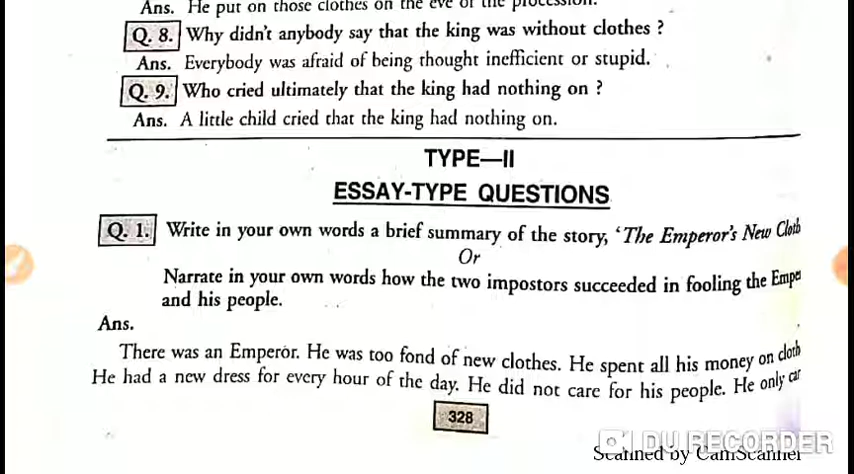 Ans. He put on those clothes on the eve of the procession.
Q. 8. Why didn't anybody say that the king was without clothes ?
Ans. Everybody was afraid of being thought inefficient or stupid.
Q. 9. Who cried ultimately that the king had nothing on ?
Ans. A little child cried that the king had nothing on.
TYPE—II
ESSAY-TYPE QUESTIONS
Q. 1. Write in your own words a brief summary of the story, 'The Emperor's New Cloth
Or
Narrate in your own words how the two impostors succeeded in fooling the Empe
and his people.
Ans.
There was an Emperor. He was too fond of new clothes. He spent all his money on cloth
He had a new dress for every hour of the day. He did not care for his people. He only car
328
DU RECORDER
Scanned by CamScanner